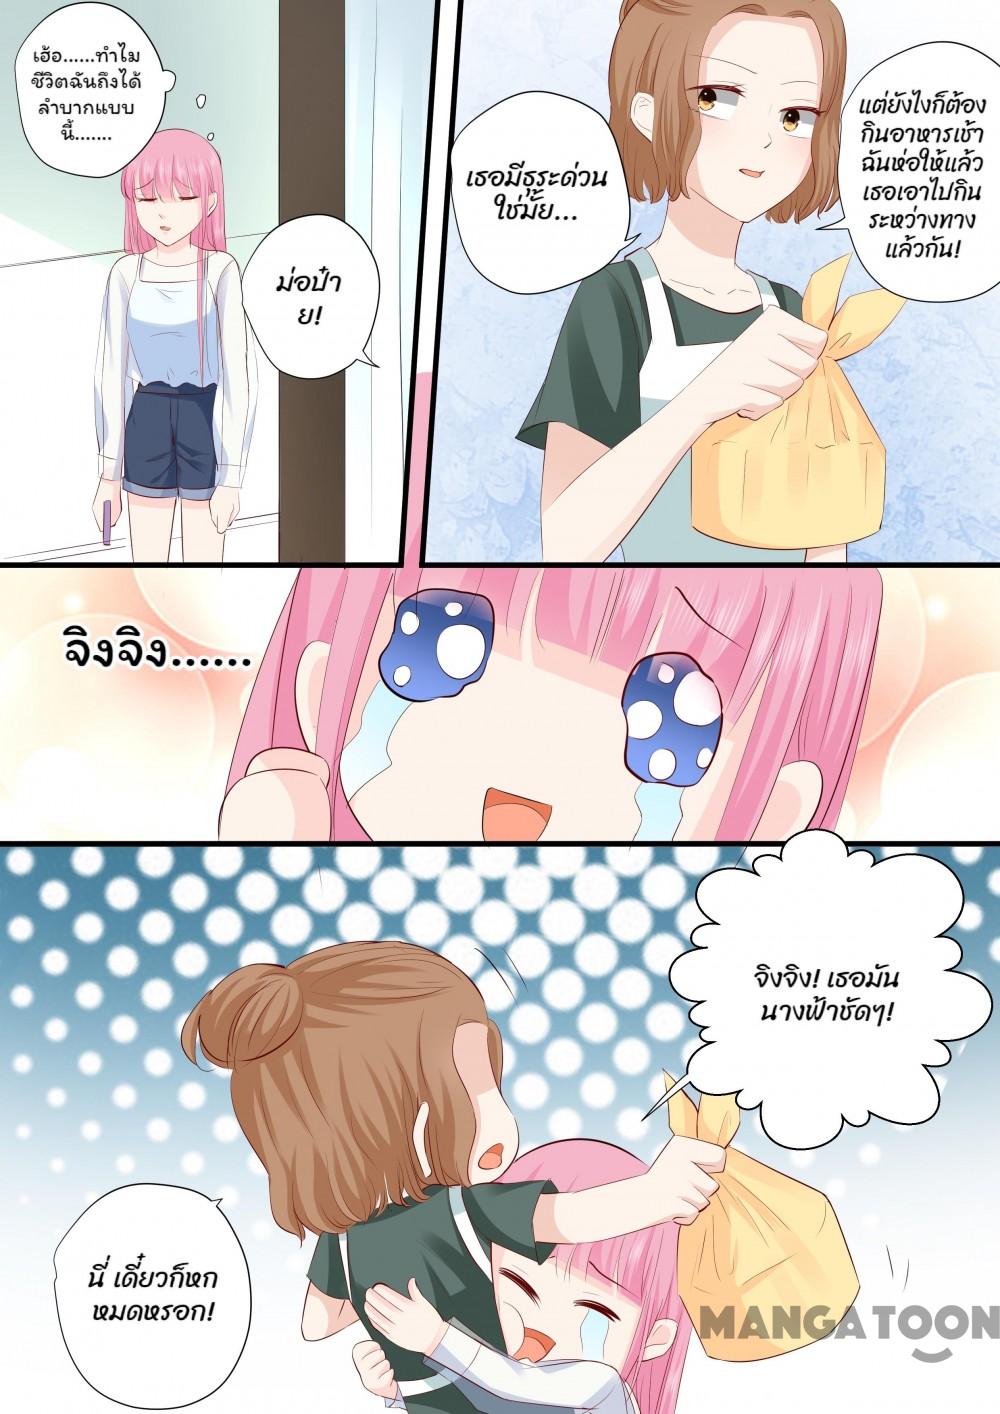 เฮ้อ......ทำไม
ชีวิตฉันถึงได้
ลำบากแบบ
นี้.......
ม่อป๋า
ย!
เธอมีธุระด่วน
ใช่มั้ย...
แต่ยังไงก็ต้อง
กินอาหารเช้า
ฉันห่อให้แล้ว
เธอเอาไปกิน
ระหว่างทาง
แล้วกัน!
จิงจิง......
จิงจิง! เธอมัน
นางฟ้าชัดๆ!
นี่ เดี๋ยวก็หก
หมดหรอก!
MANGATOON